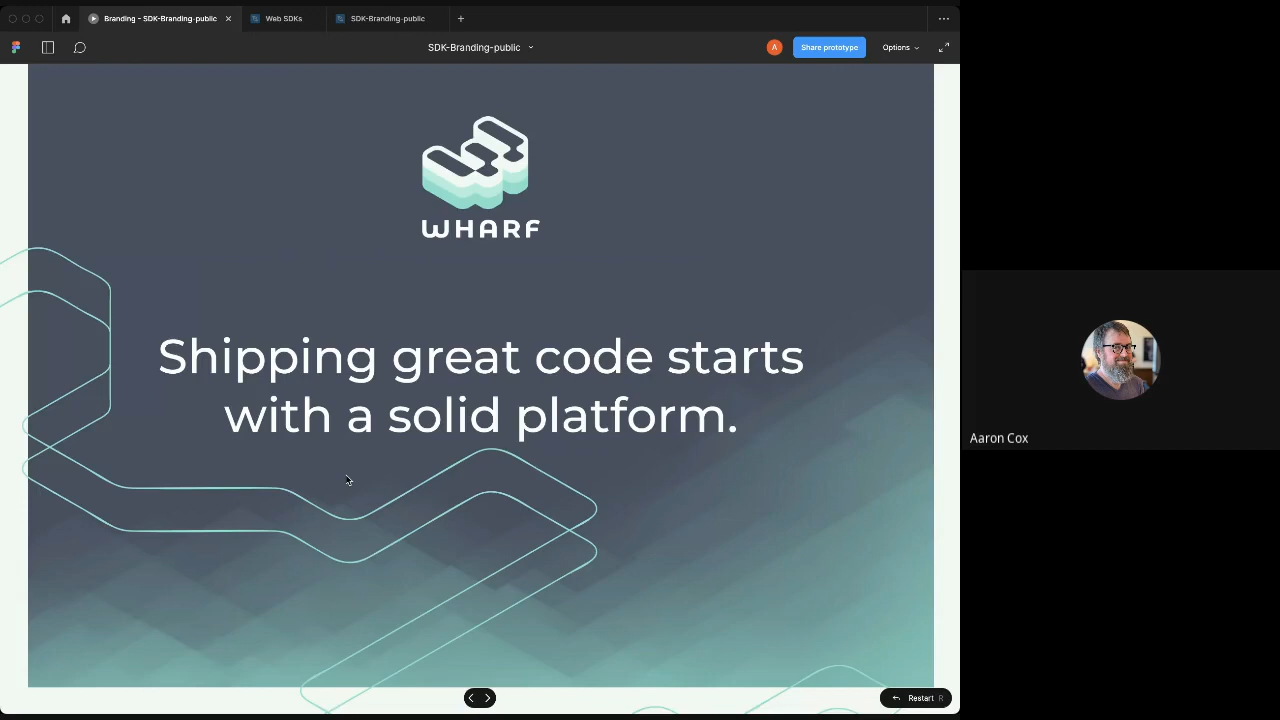 Branding - SDK-Branding-public
Web SDKs
SDK-Branding-public
SDK-Branding-public
A
Share prototype
Options
WHARF
Shipping great code starts
with a solid platform.
Aaron Cox
Restart R